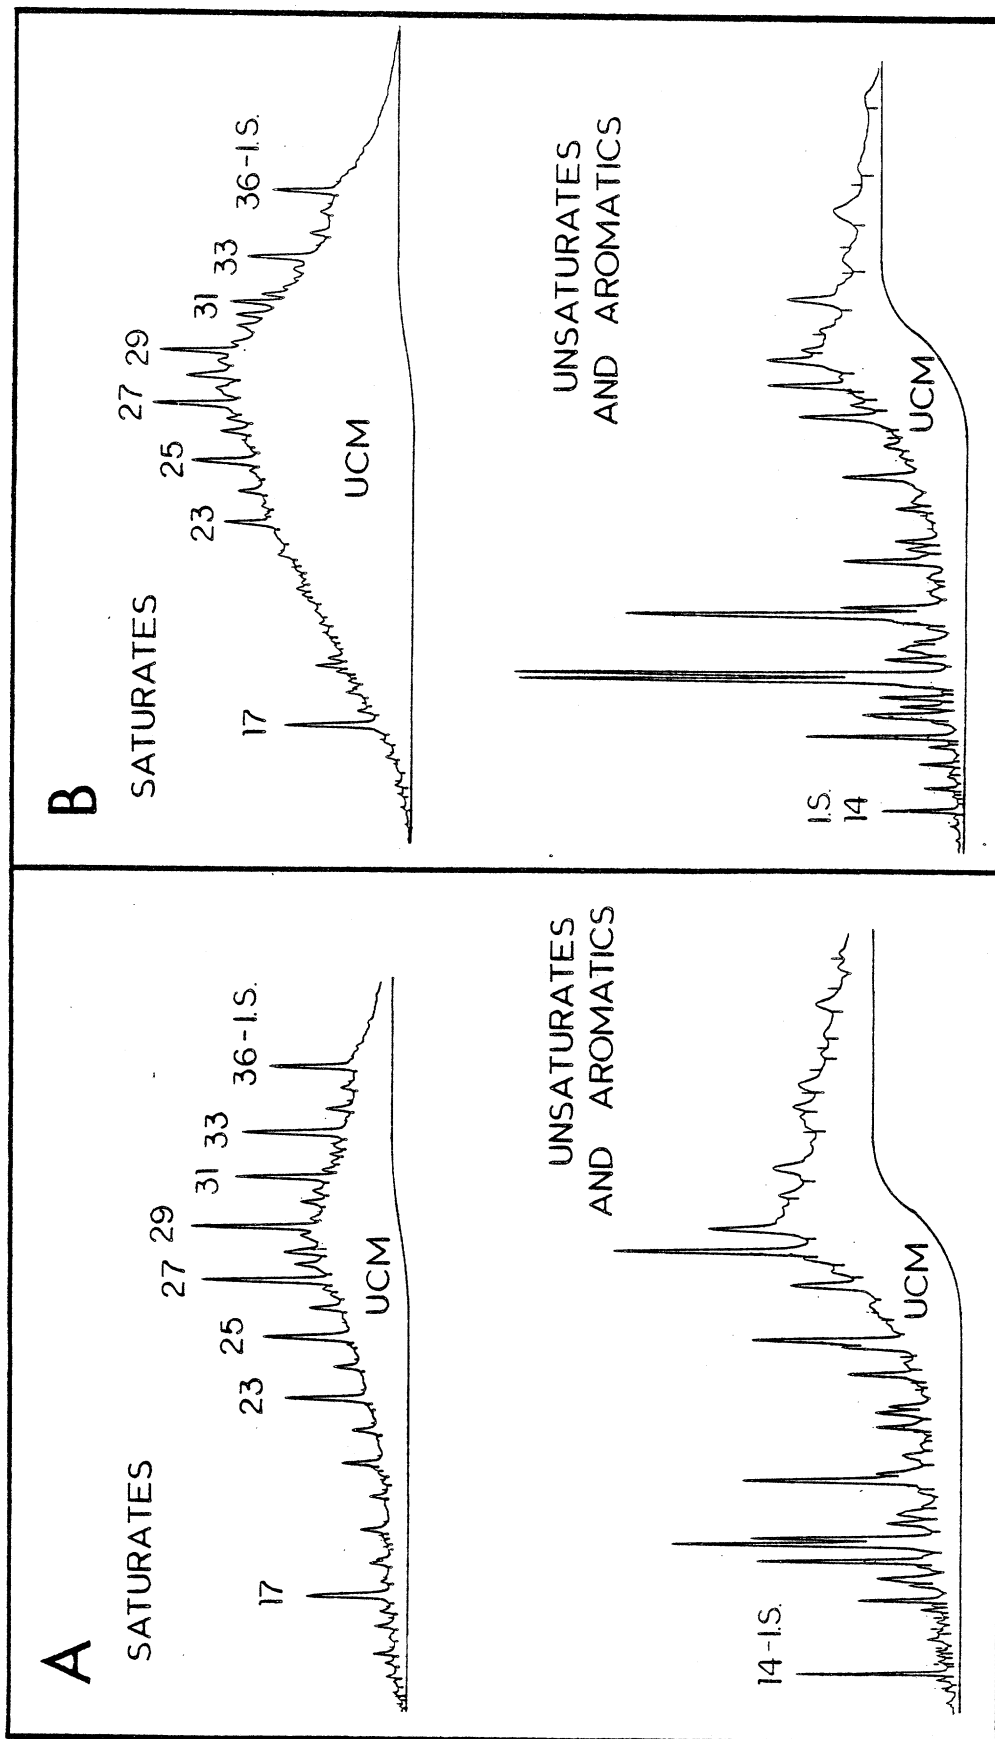 A
SATURATES
17
23
25
27
29
31
33
36-I.S.
UCM
UNSATURATES
AND AROMATICS
14-I.S.
UCM
B
SATURATES
17
23
25
27
29
31
33
36-I.S.
UCM
UNSATURATES
AND AROMATICS
I.S.
14
UCM